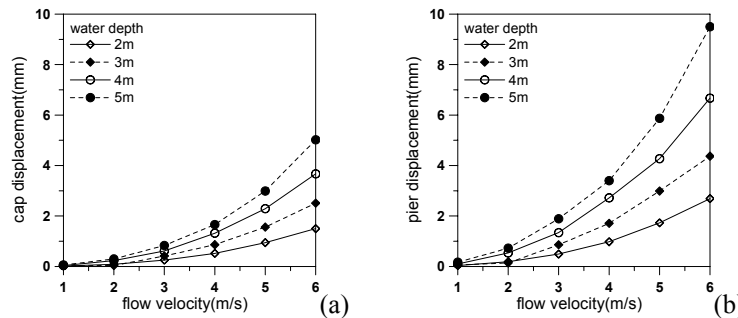 water depth
2m
3m
4m
5m
cap displacement(mm)
10
8
6
4
2
0
1 2 3 4 5 6
flow velocity(m/s)
(a)
water depth
2m
3m
4m
5m
pier displacement(mm)
10
8
6
4
2
0
1 2 3 4 5 6
flow velocity(m/s)
(b